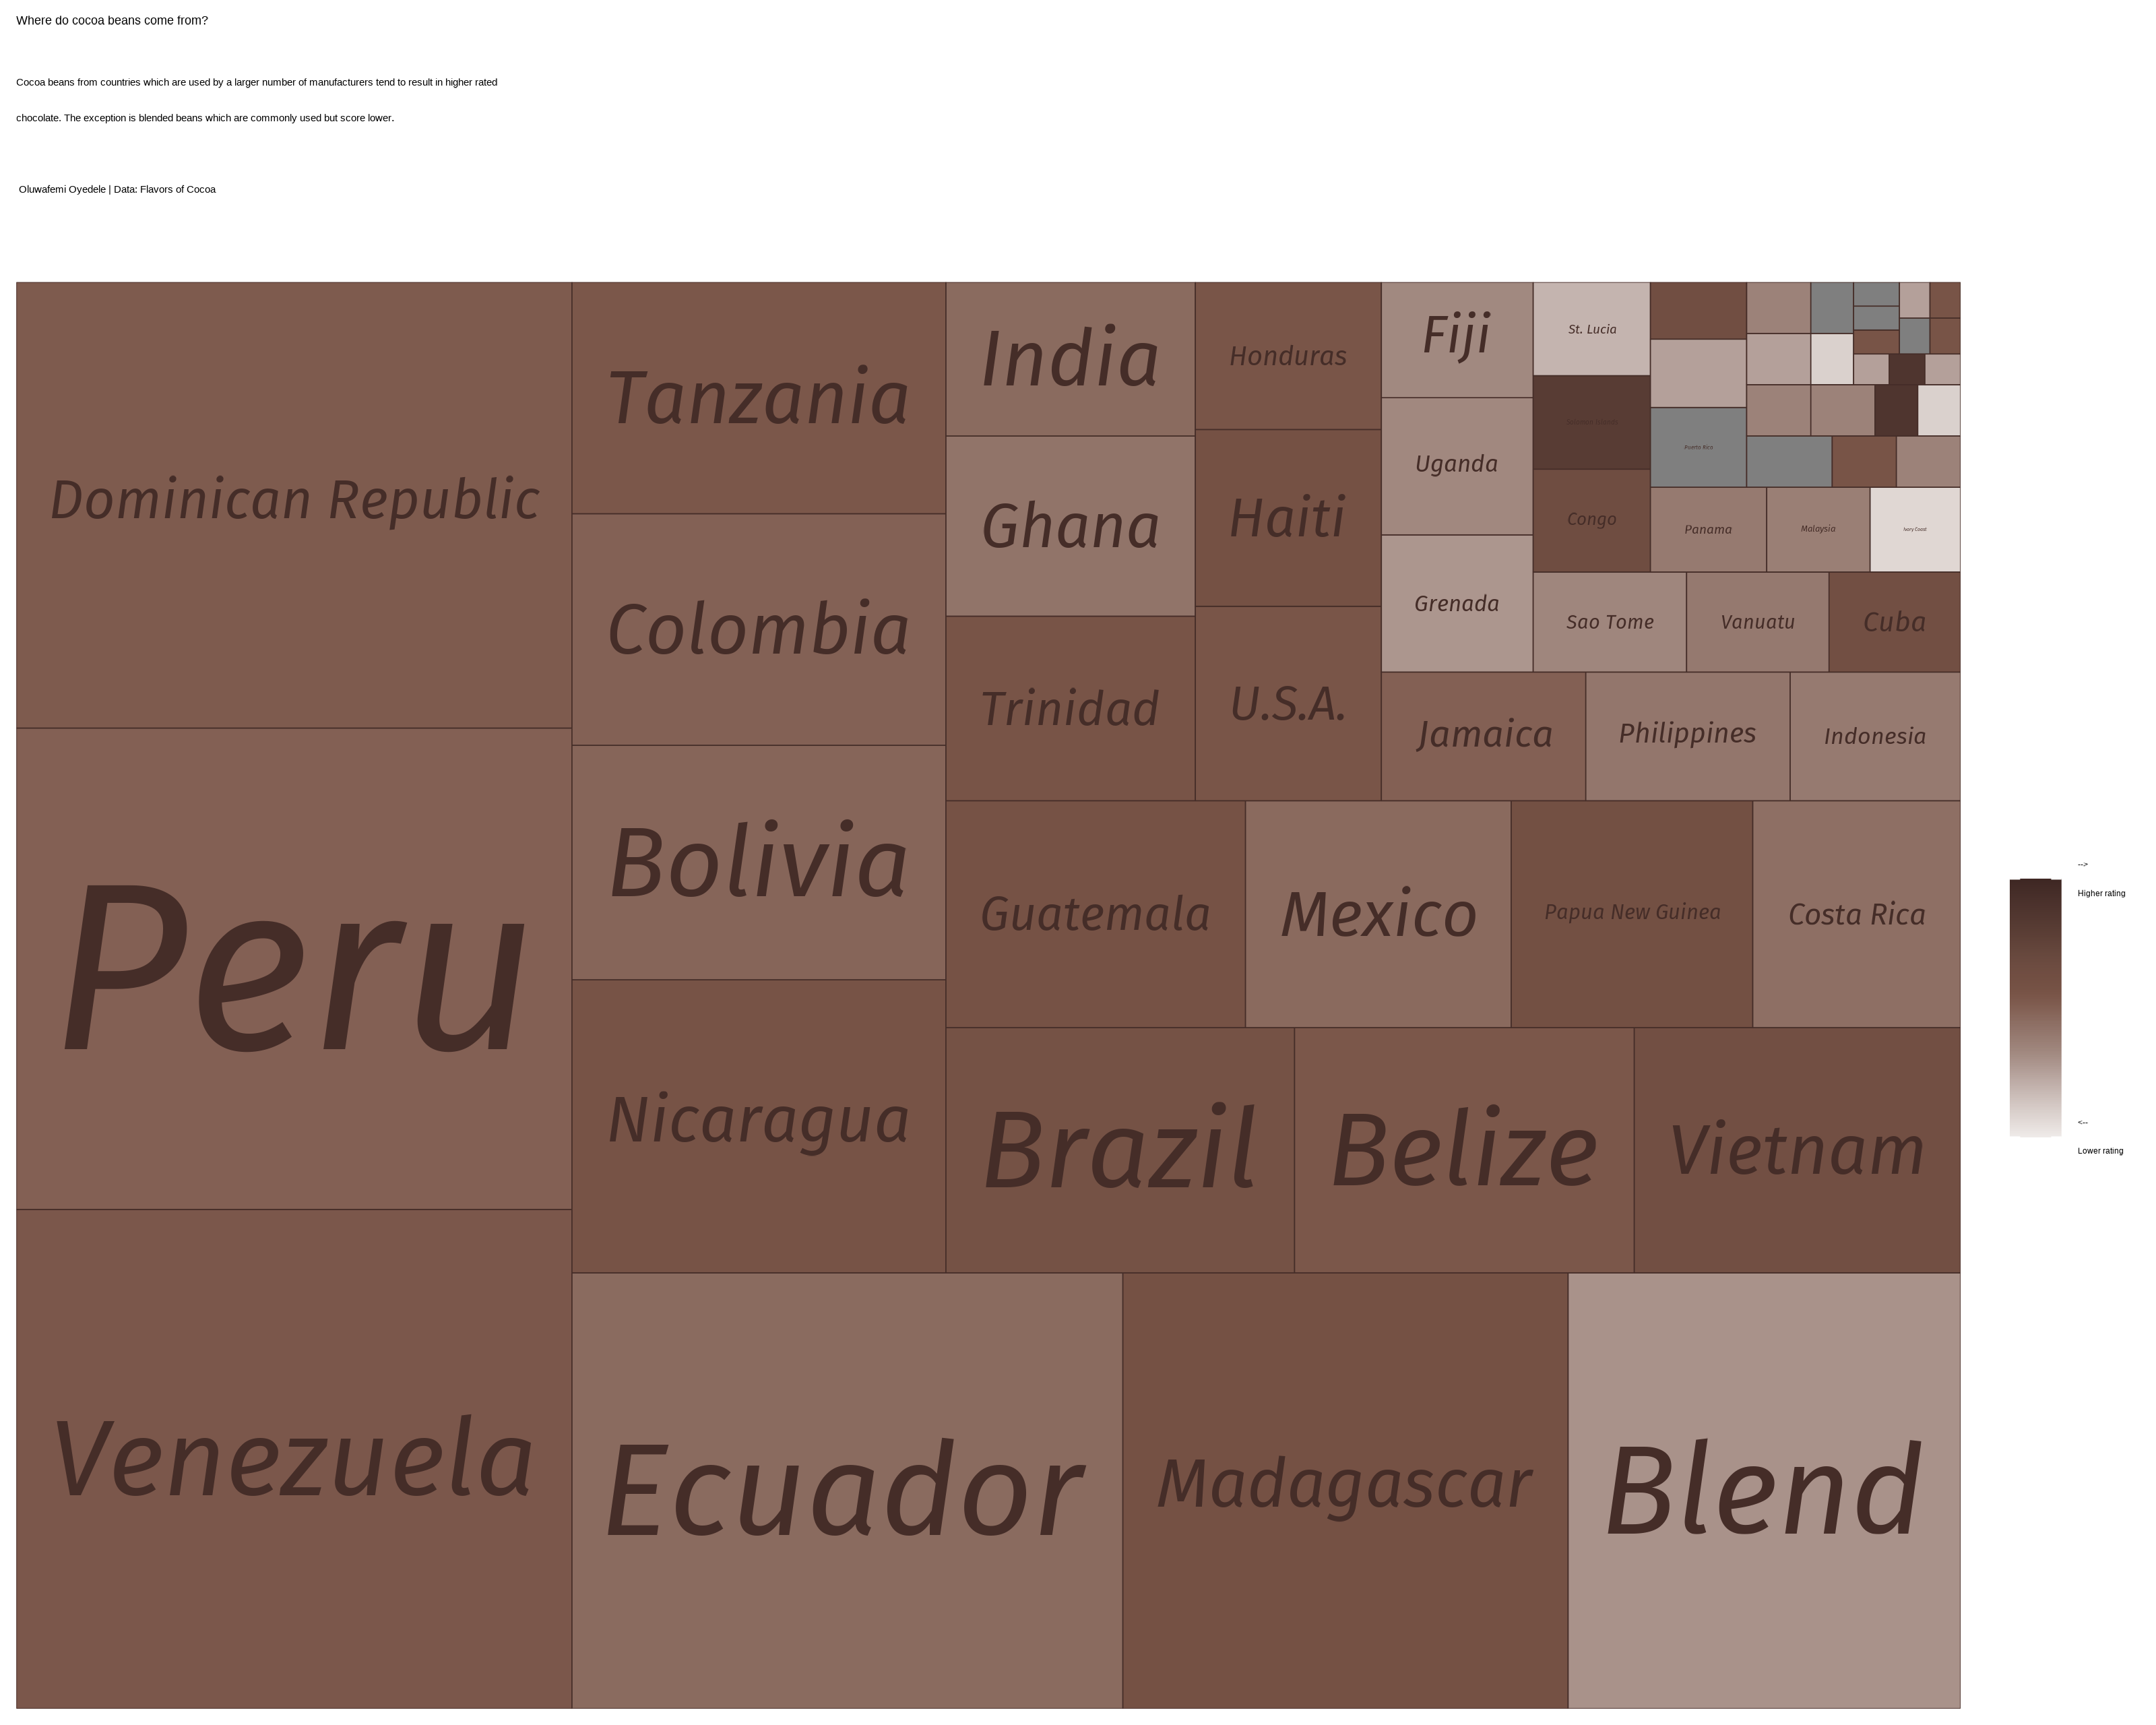 Where do cocoa beans come from?
Cocoa beans from countries which are used by a larger number of manufacturers tend to result in higher rated
chocolate. The exception is blended beans which are commonly used but score lower.
Oluwafemi Oyedele | Data: Flavors of Cocoa
Dominican Republic
Peru
Venezuela
Tanzania
Colombia
Bolivia
Nicaragua
Ecuador
Madagascar
Blend
India
Ghana
Trinidad
Honduras
Haiti
U.S.A.
Guatemala
Mexico
Papua New Guinea
Costa Rica
Brazil
Belize
Vietnam
Fiji
Uganda
Grenada
Jamaica
Philippines
Indonesia
St. Lucia
Congo
Sao Tome
Vanuatu
Cuba
Puerto Rico
Panama
Malaysia
Ivory Coast
-->
Higher rating
<--
Lower rating